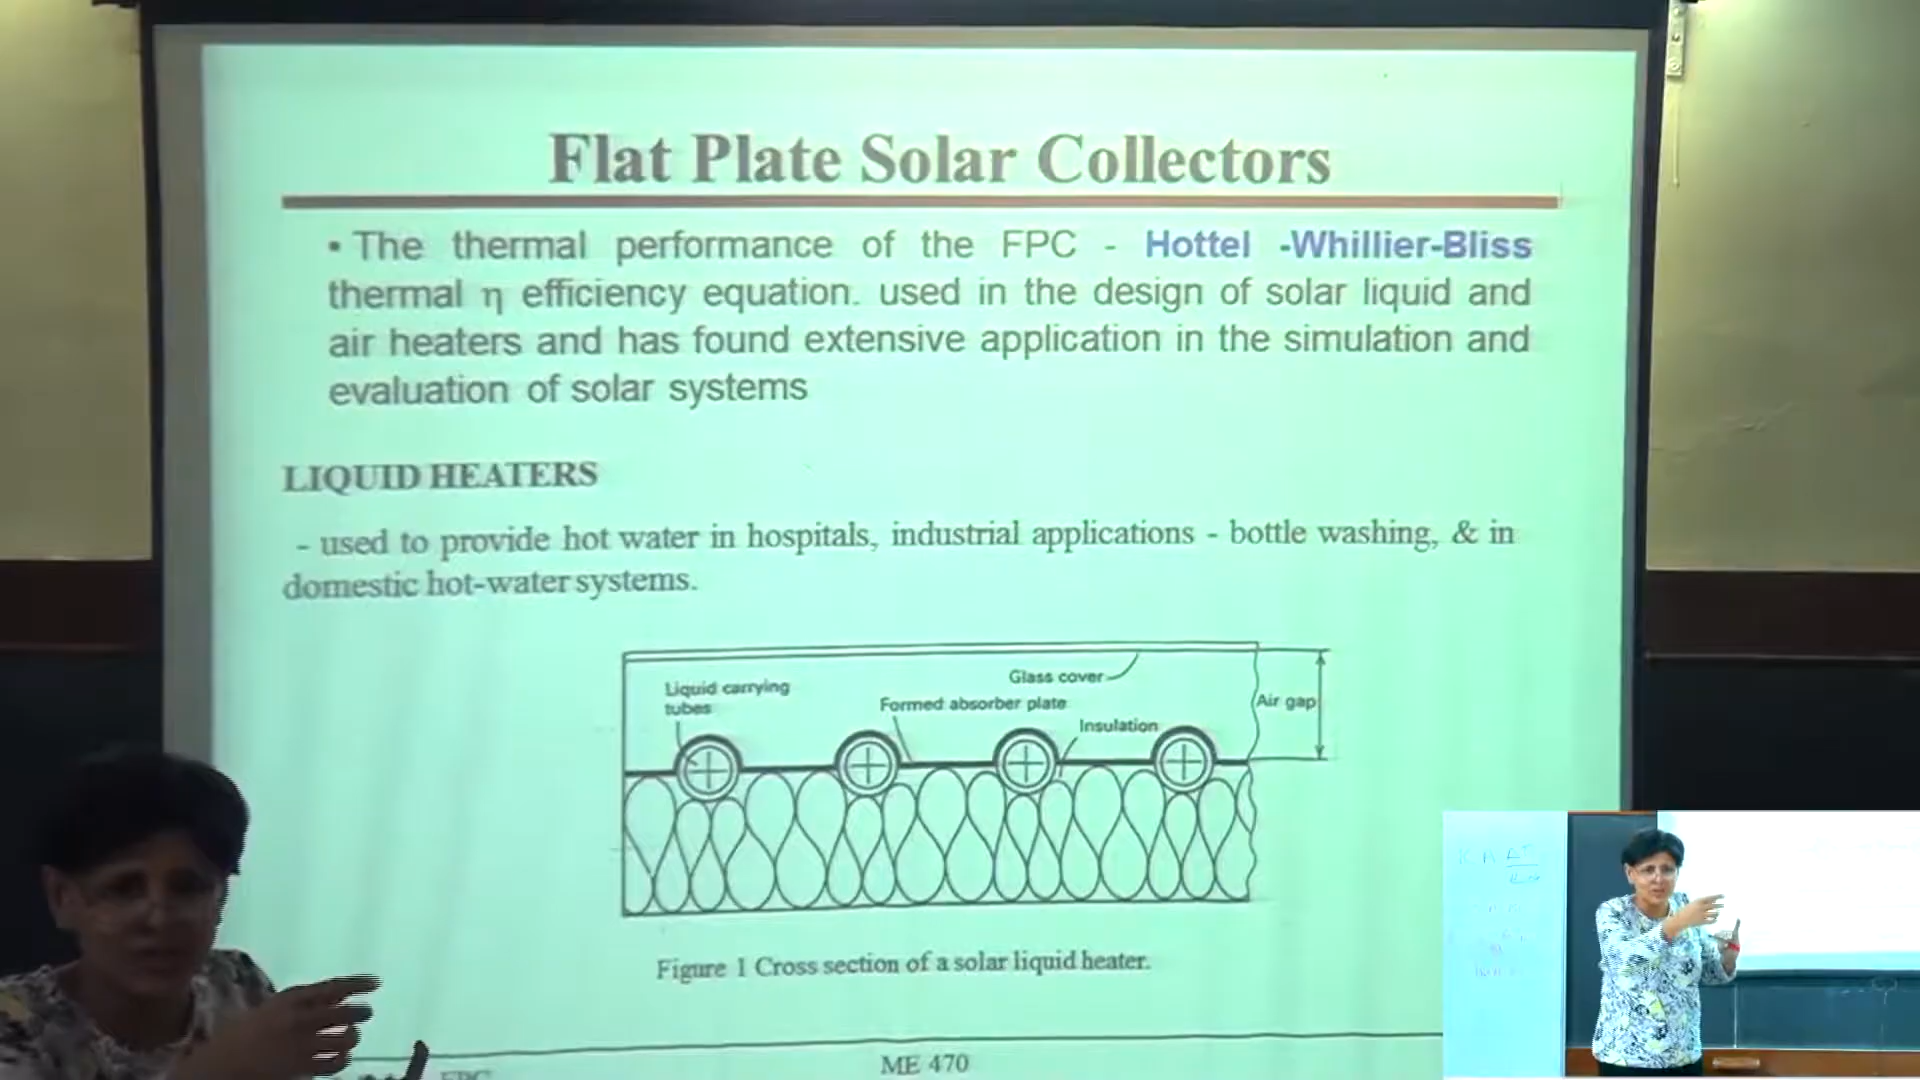 Flat Plate Solar Collectors
• The thermal performance of the FPC - Hottel -Whillier-Bliss
thermal η efficiency equation. used in the design of solar liquid and
air heaters and has found extensive application in the simulation and
evaluation of solar systems
LIQUID HEATERS
- used to provide hot water in hospitals, industrial applications - bottle washing, & in
domestic hot-water systems.
Glass cover
Liquid carrying
tubes
Formed absorber plate
Air gap
Insulation
Figure 1 Cross section of a solar liquid heater.
ME 470
FPC